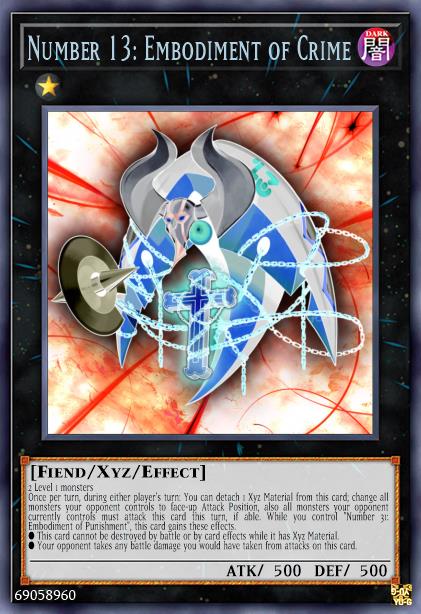 NUMBER 13: EMBODIMENT OF CRIME
DARK
闇
13
[FIEND/XYZ/EFFECT]
2 Level 1 monsters
Once per turn, during either player's turn: You can detach 1 Xyz Material from this card; change all
monsters your opponent controls to face-up Attack Position, also all monsters your opponent
currently controls must attack this card this turn, if able. While you control "Number 31:
Embodiment of Punishment", this card gains these effects.
● This card cannot be destroyed by battle or by card effects while it has Xyz Material.
● Your opponent takes any battle damage you would have taken from attacks on this card.
ATK/ 500 DEF/ 500
69058960